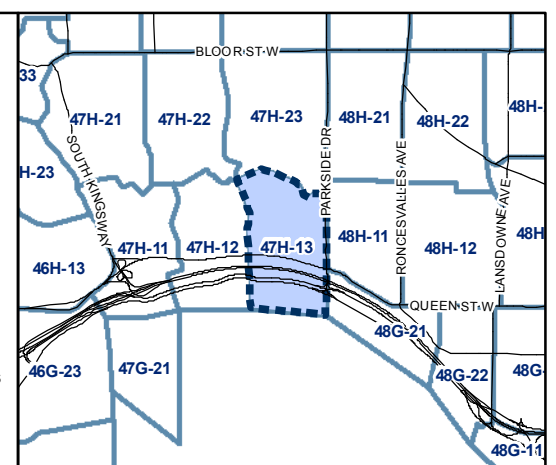 BLOOR ST W
33
47H-21
47H-22
47H-23
48H-21
48H-22
48H-
H-23
SOUTH KINGSWAY
PARKSIDE DR
RONCESVALLES AVE
LANSDOWNE AVE
46H-13
47H-11
47H-12
47H-13
48H-11
48H-12
48H
QUEEN ST W
48G-21
46G-23
47G-21
48G-22
48G-
48G-11